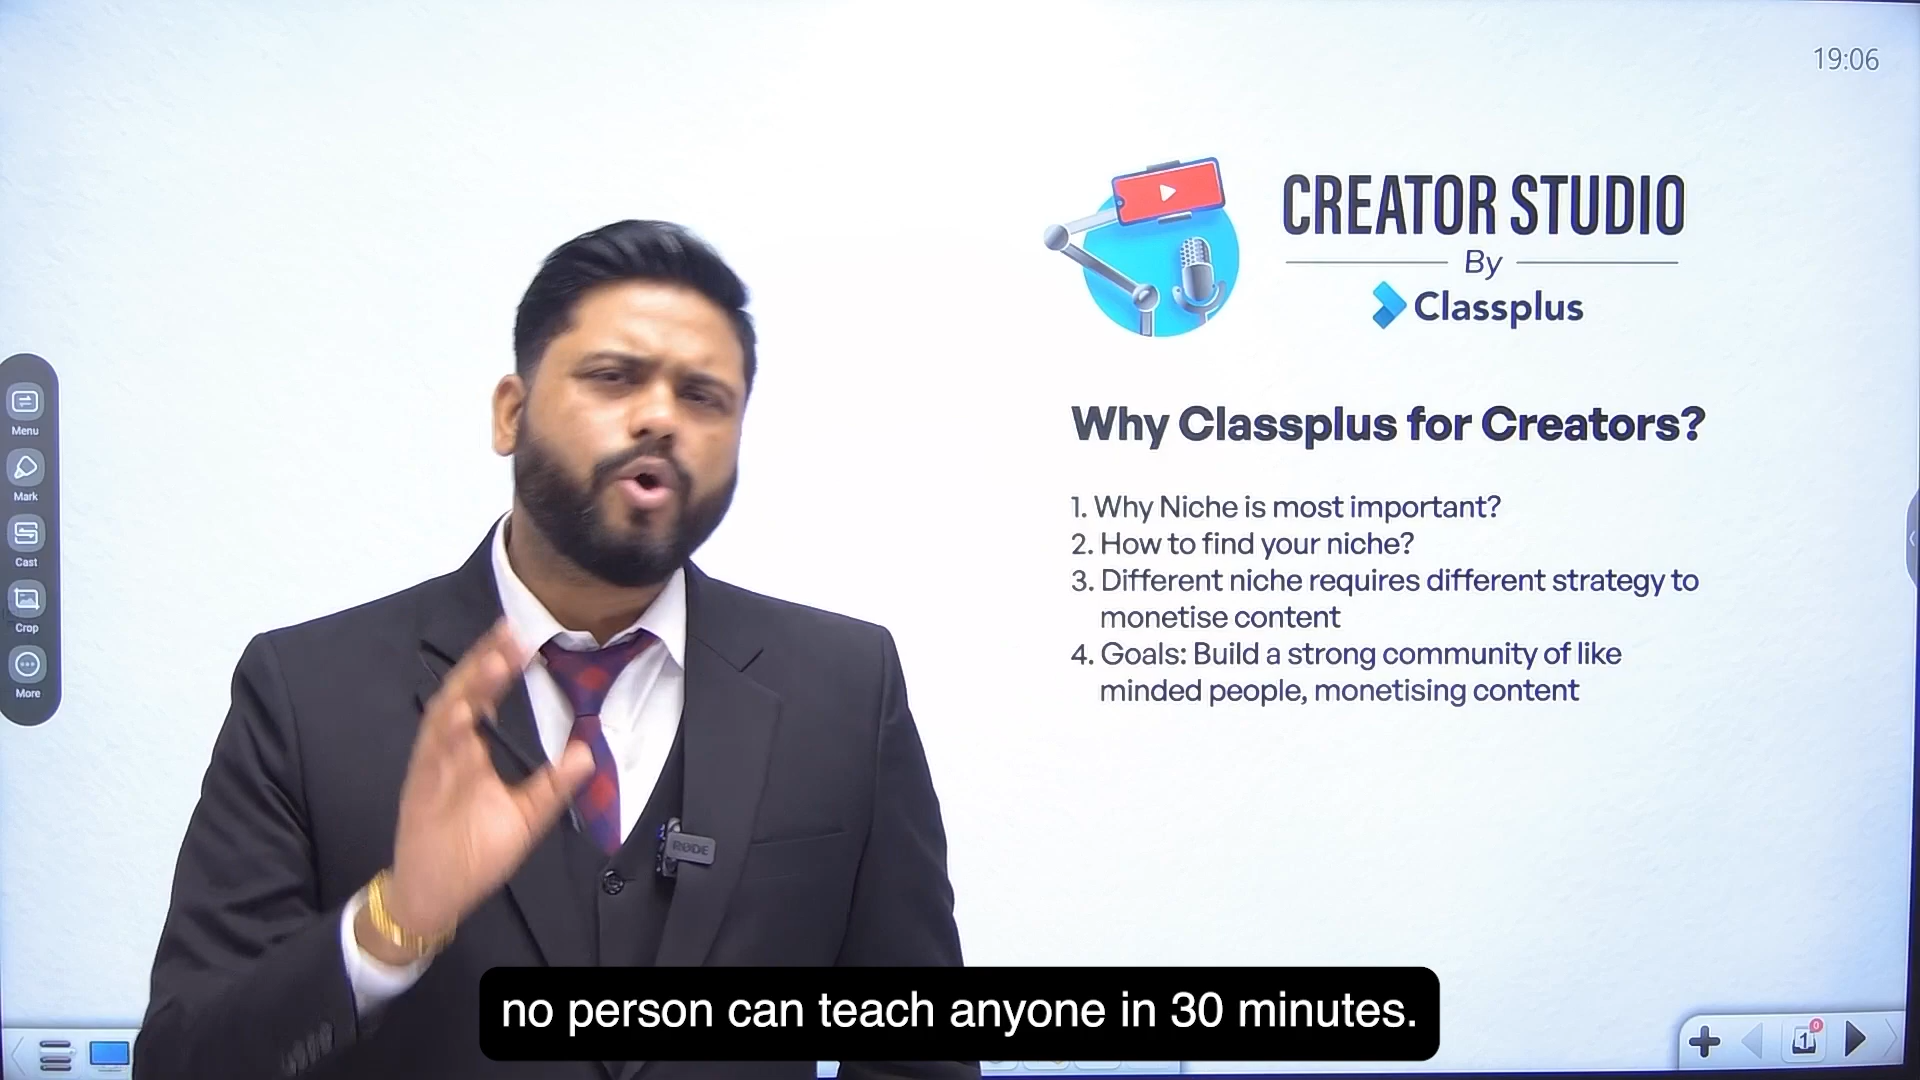 19:06
CREATOR STUDIO
By
Classplus
Why Classplus for Creators?
1. Why Niche is most important?
2. How to find your niche?
3. Different niche requires different strategy to
monetise content
4. Goals: Build a strong community of like
minded people, monetising content
Menu
Mark
Cast
Crop
More
RØDE
no person can teach anyone in 30 minutes.
1
0